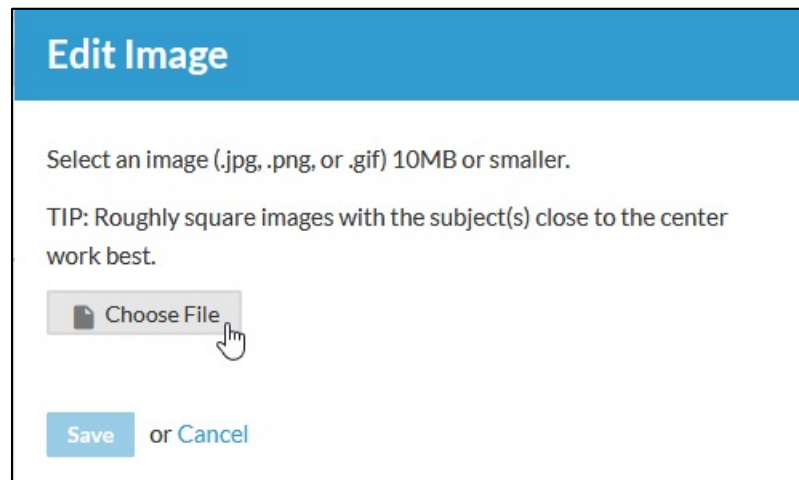 Edit Image
Select an image (.jpg, .png, or .gif) 10MB or smaller.
TIP: Roughly square images with the subject(s) close to the center
work best.
Choose File
Save or Cancel